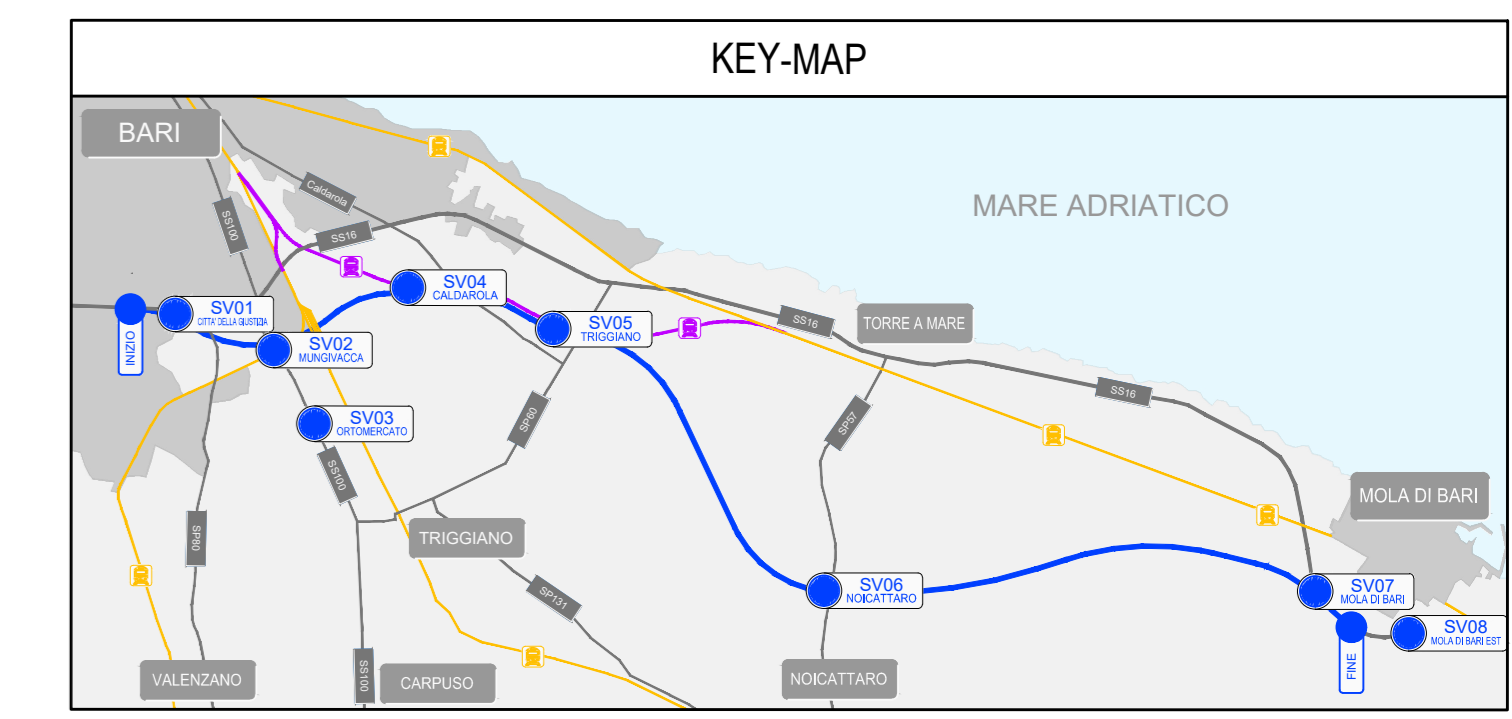 KEY-MAP
BARI
MARE ADRIATICO
Caldarola
SS100
SS16
SV04
CALDAROLA
SV01
CITTA' DELLA GIUSTIZIA
SV05
TRIGGIANO
SS16
TORRE A MARE
INIZIO
SV02
MUNGIVACCA
SS16
SV03
ORTOMERCATO
SP60
SP57
SS100
MOLA DI BARI
SP80
TRIGGIANO
SP131
SV06
NOICATTARO
SV07
MOLA DI BARI
SV08
MOLA DI BARI EST
FINE
VALENZANO
SS100
CARPUSO
NOICATTARO